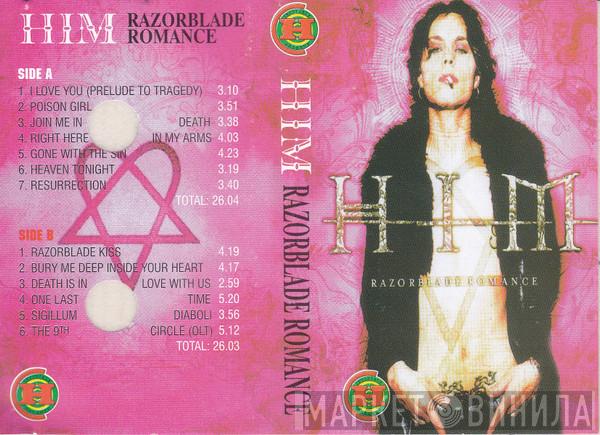 HIM RAZORBLADE
ROMANCE
SIDE A
1. I LOVE YOU (PRELUDE TO TRAGEDY) 3.10
2. POISON GIRL 3.51
3. JOIN ME IN DEATH 3.38
4. RIGHT HERE IN MY ARMS 4.03
5. GONE WITH THE SIN 4.23
6. HEAVEN TONIGHT 3.19
7. RESURRECTION 3.40
TOTAL: 26.04
SIDE B
1. RAZORBLADE KISS 4.19
2. BURY ME DEEP INSIDE YOUR HEART 4.17
3. DEATH IS IN LOVE WITH US 2.59
4. ONE LAST TIME 5.20
5. SIGILLUM DIABOLI 3.56
6. THE 9TH CIRCLE (OLT) 5.12
TOTAL: 26.03
HIM RAZORBLADE ROMANCE
HIM
RAZORBLADE ROMANCE
МАРКЕТ ВИНИЛА